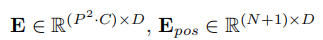 𝐄 ∈ ℝ^{(P²·C)×D}, 𝐄_{pos} ∈ ℝ^{(N+1)×D}